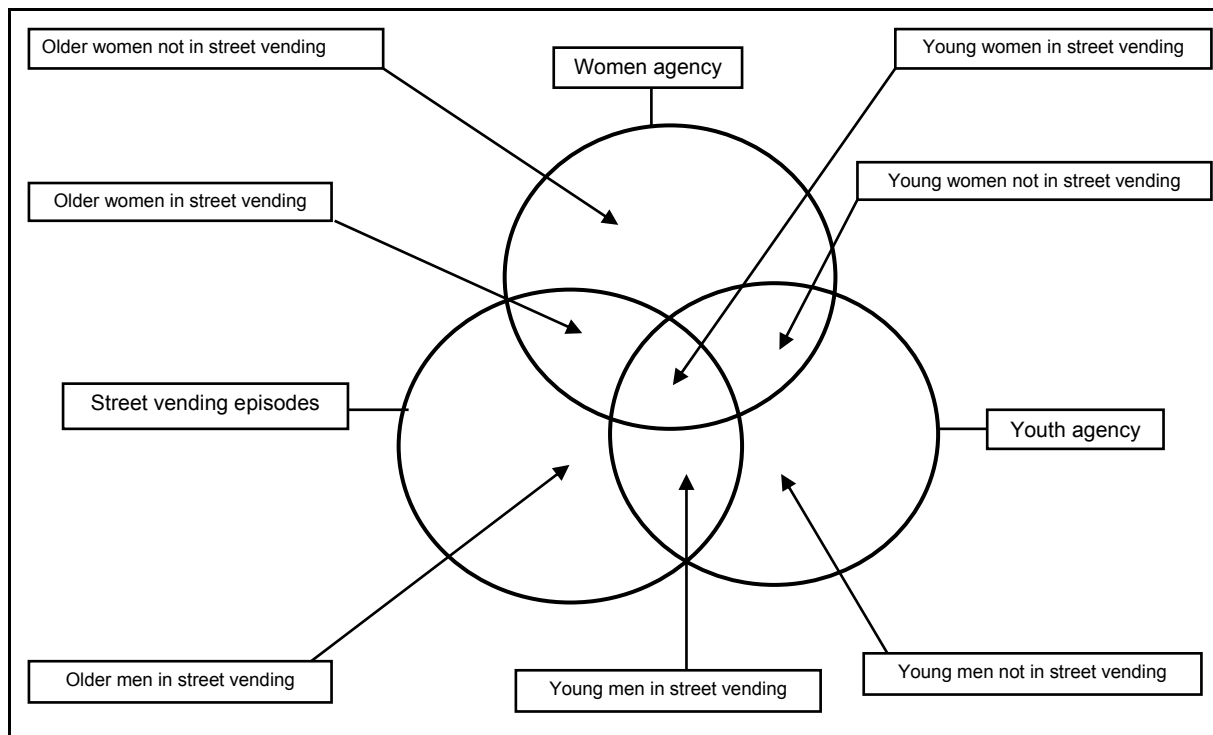 Older women not in street vending
Young women in street vending
Women agency
Young women not in street vending
Older women in street vending
Street vending episodes
Youth agency
Older men in street vending
Young men in street vending
Young men not in street vending